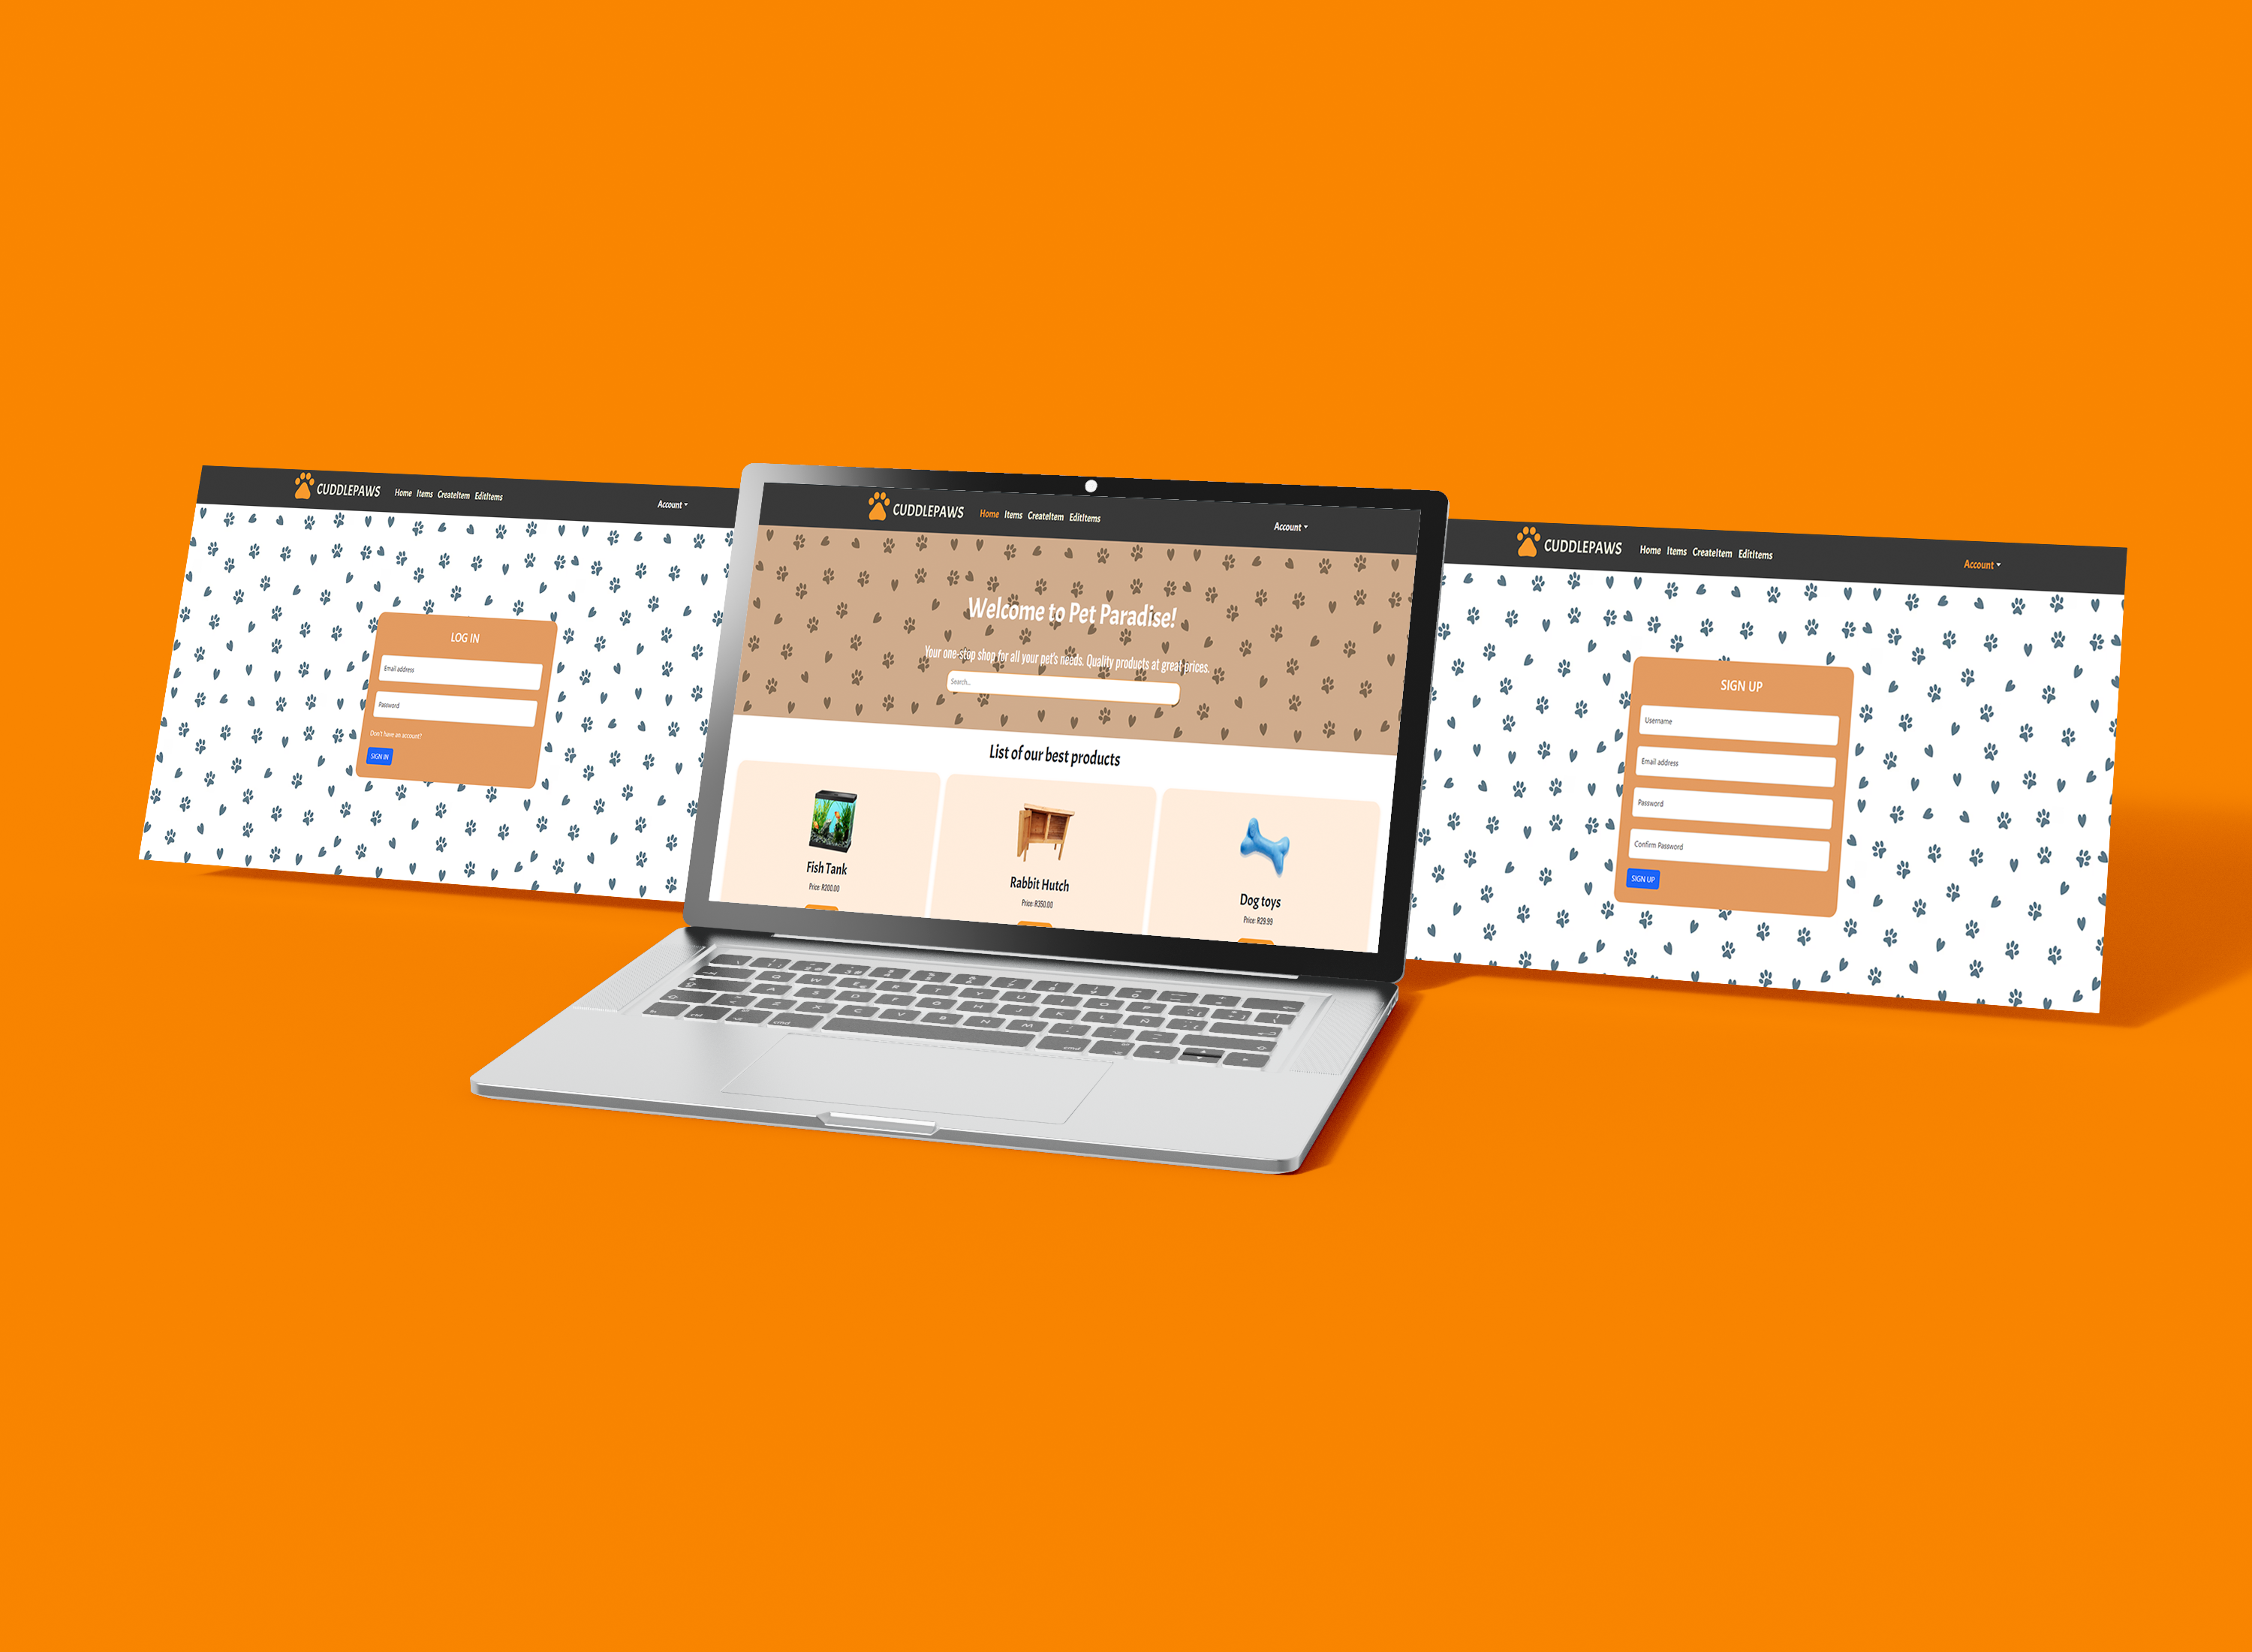 CUDDLEPAWS Home Items CreateItem EditItems Account
LOG IN
Email address
Password
Don't have an account?
SIGN IN
CUDDLEPAWS Home Items CreateItem EditItems Account
Welcome to Pet Paradise!
Your one-stop shop for all your pet's needs. Quality products at great prices.
Search...
List of our best products
Fish Tank
Price: R200.00
Rabbit Hutch
Price: R350.00
Dog toys
Price: R29.99
CUDDLEPAWS Home Items CreateItem EditItems Account
SIGN UP
Username
Email address
Password
Confirm Password
SIGN UP